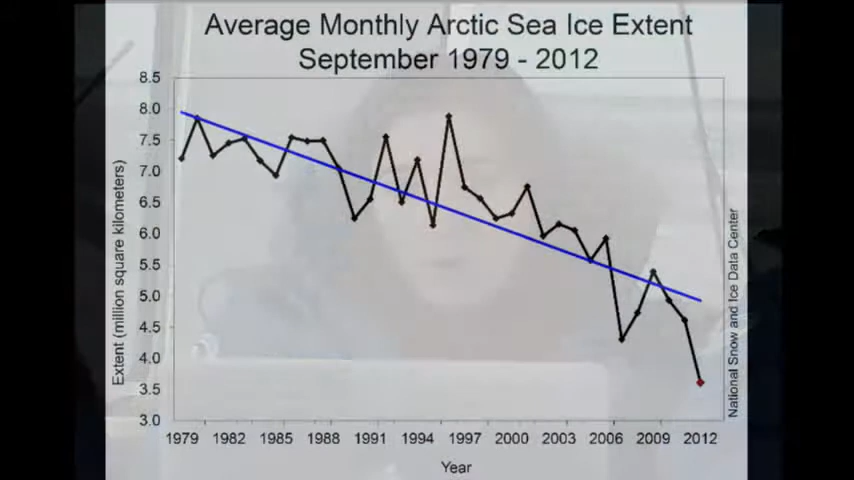 Average Monthly Arctic Sea Ice Extent
September 1979 - 2012
8.5
8.0
7.5
7.0
6.5
6.0
5.5
5.0
4.5
4.0
3.5
3.0
Extent (million square kilometers)
National Snow and Ice Data Center
1979 1982 1985 1988 1991 1994 1997 2000 2003 2006 2009 2012
Year